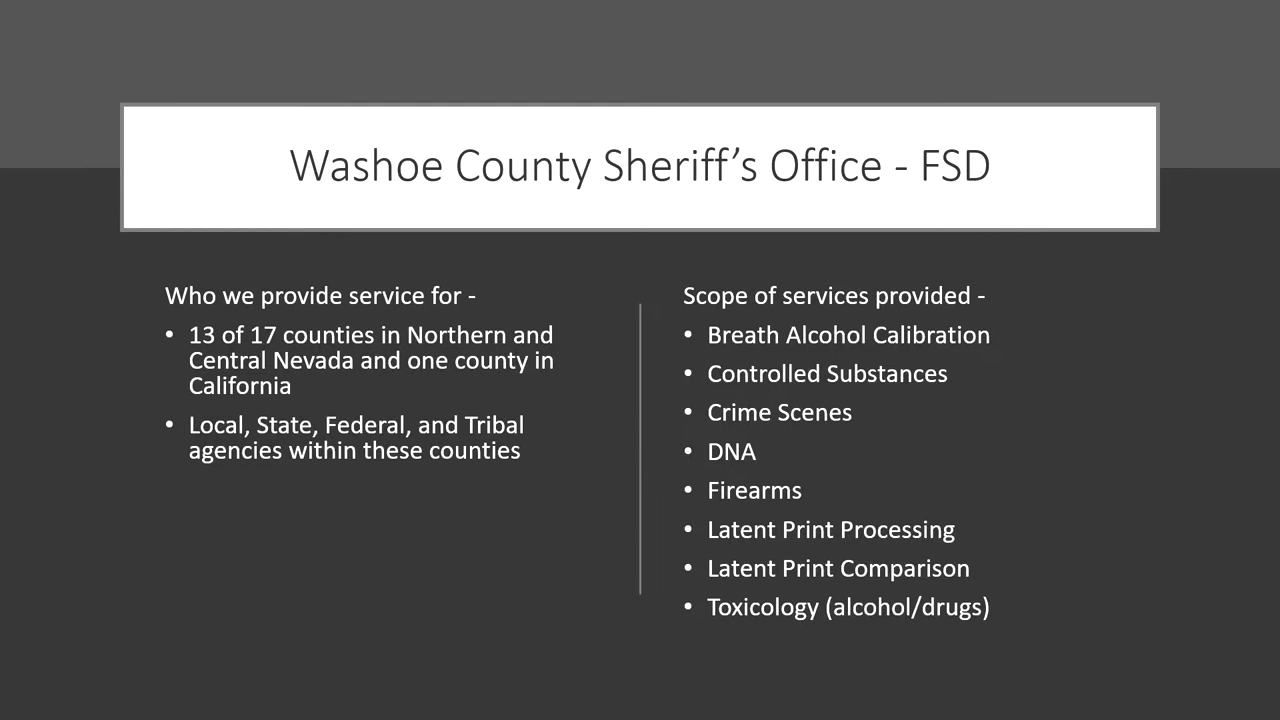 Washoe County Sheriff’s Office - FSD
Who we provide service for -
• 13 of 17 counties in Northern and
Central Nevada and one county in
California
• Local, State, Federal, and Tribal
agencies within these counties
Scope of services provided -
• Breath Alcohol Calibration
• Controlled Substances
• Crime Scenes
• DNA
• Firearms
• Latent Print Processing
• Latent Print Comparison
• Toxicology (alcohol/drugs)